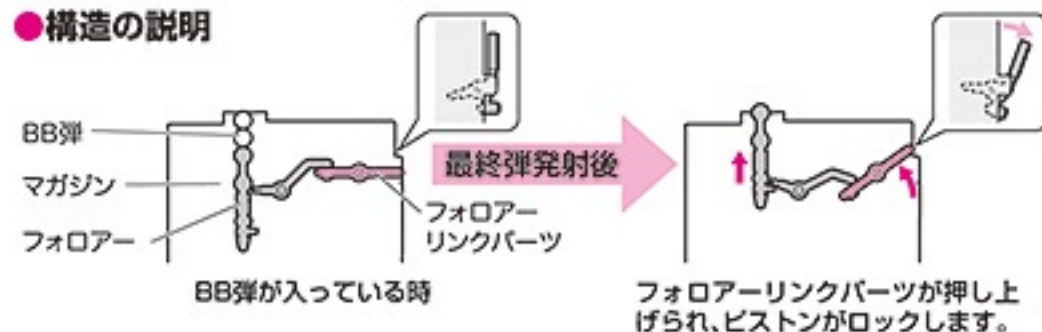 ●構造の説明
BB弾
マガジン
フォロアー
フォロアー
リンクパーツ
BB弾が入っている時
最終弾発射後
フォロアーリンクパーツが押し上
げられ、ピストンがロックします。